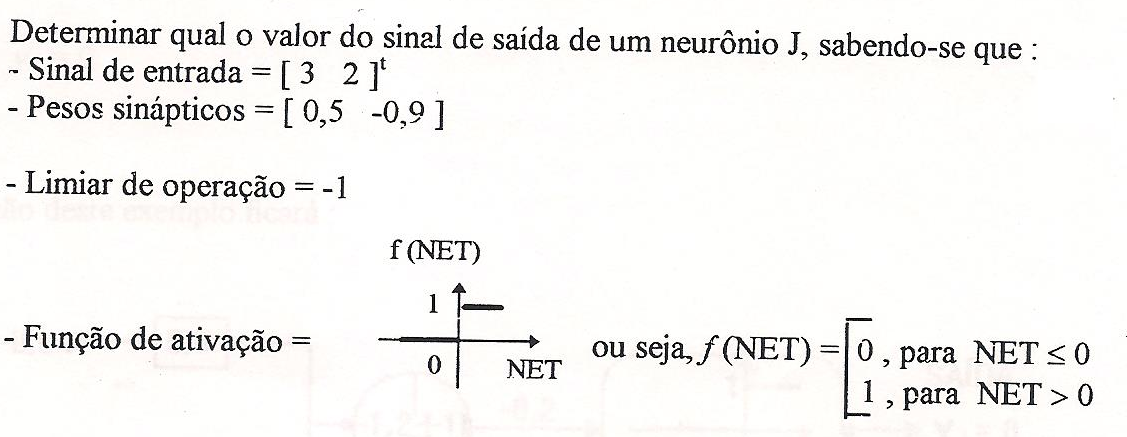 Determinar qual o valor do sinal de saída de um neurônio J, sabendo-se que :
- Sinal de entrada = [ 3 2 ]ᵗ
- Pesos sinápticos = [ 0,5 -0,9 ]
- Limiar de operação = -1
f (NET)
1
- Função de ativação =
0
NET
ou seja, f (NET) =
0 , para NET ≤ 0
1 , para NET > 0